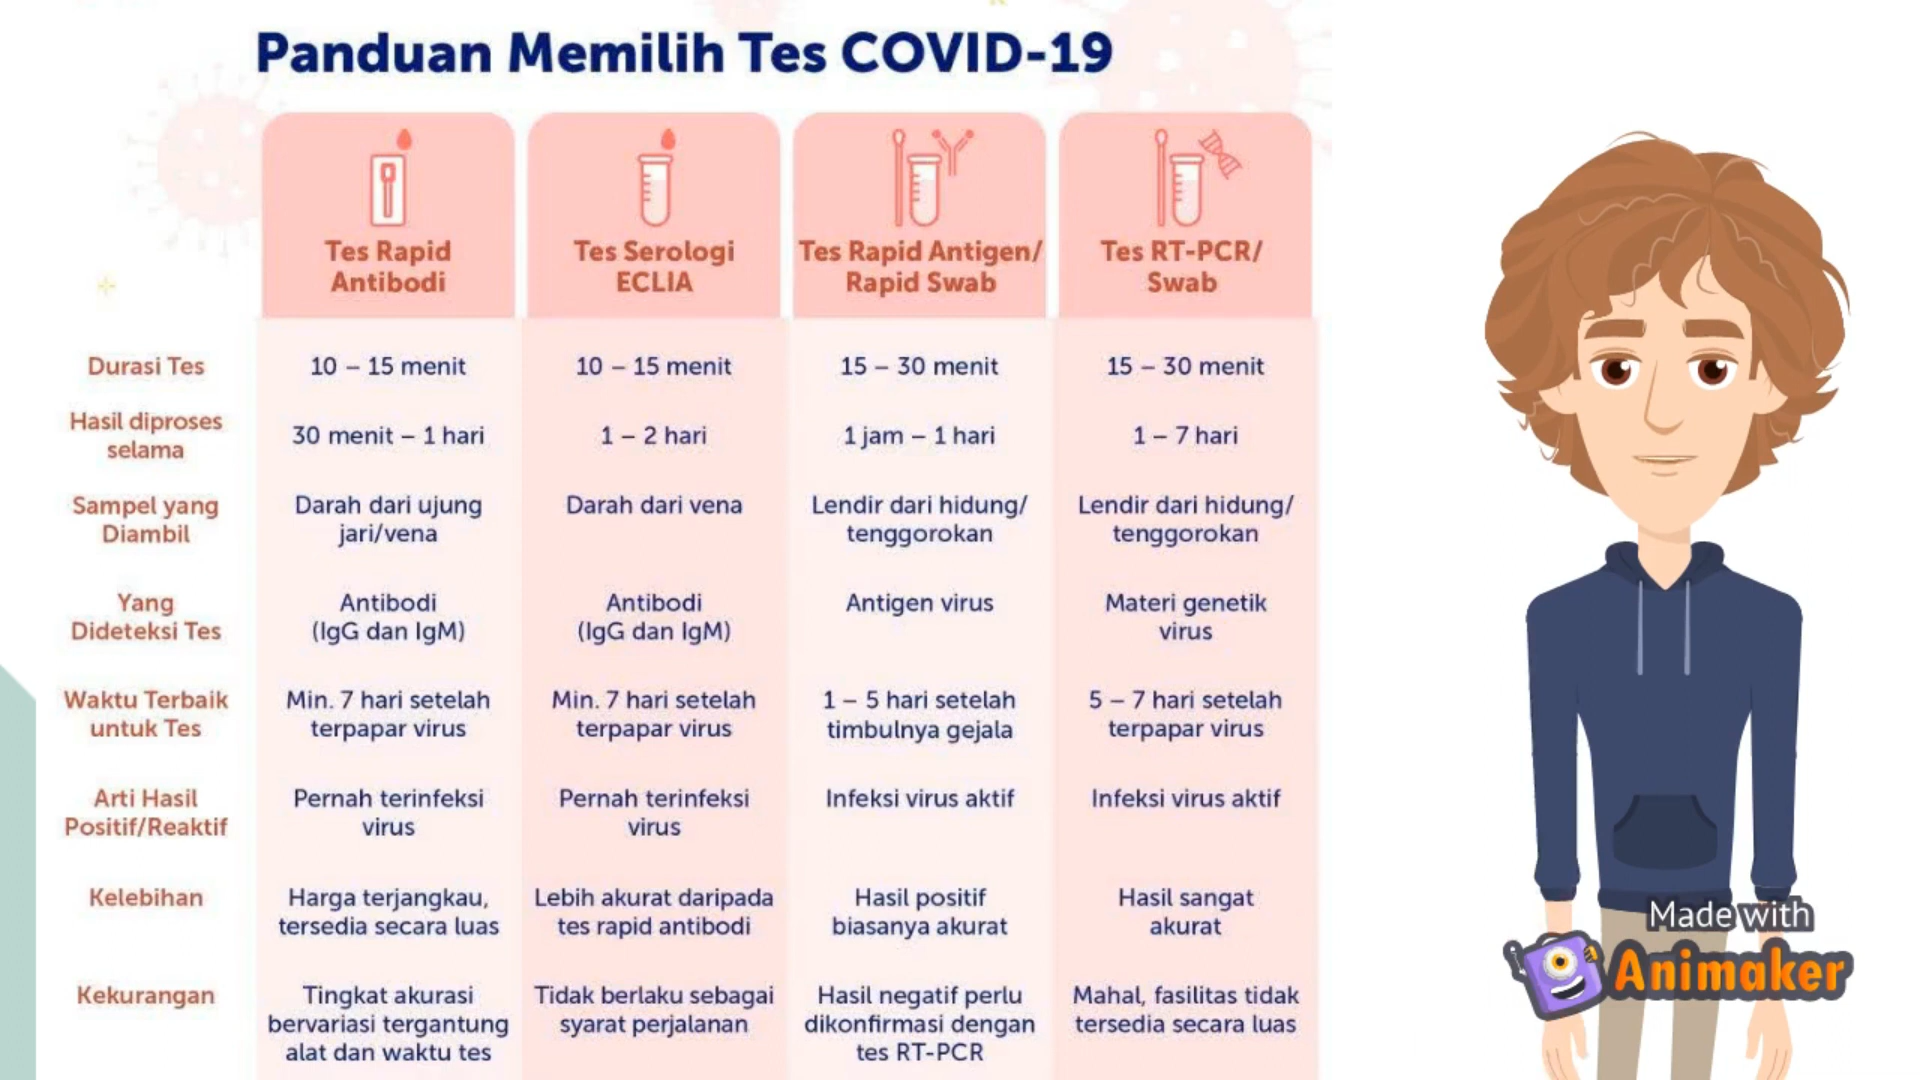 Panduan Memilih Tes COVID-19
Tes Rapid
Antibodi
Tes Serologi
ECLIA
Tes Rapid Antigen/
Rapid Swab
Tes RT-PCR/
Swab
Durasi Tes
10 – 15 menit
10 – 15 menit
15 – 30 menit
15 – 30 menit
Hasil diproses
selama
30 menit – 1 hari
1 – 2 hari
1 jam – 1 hari
1 – 7 hari
Sampel yang
Diambil
Darah dari ujung
jari/vena
Darah dari vena
Lendir dari hidung/
tenggorokan
Lendir dari hidung/
tenggorokan
Yang
Dideteksi Tes
Antibodi
(IgG dan IgM)
Antibodi
(IgG dan IgM)
Antigen virus
Materi genetik
virus
Waktu Terbaik
untuk Tes
Min. 7 hari setelah
terpapar virus
Min. 7 hari setelah
terpapar virus
1 – 5 hari setelah
timbulnya gejala
5 – 7 hari setelah
terpapar virus
Arti Hasil
Positif/Reaktif
Pernah terinfeksi
virus
Pernah terinfeksi
virus
Infeksi virus aktif
Infeksi virus aktif
Kelebihan
Harga terjangkau,
tersedia secara luas
Lebih akurat daripada
tes rapid antibodi
Hasil positif
biasanya akurat
Hasil sangat
akurat
Kekurangan
Tingkat akurasi
bervariasi tergantung
alat dan waktu tes
Tidak berlaku sebagai
syarat perjalanan
Hasil negatif perlu
dikonfirmasi dengan
tes RT-PCR
Mahal, fasilitas tidak
tersedia secara luas
Made with
Animaker